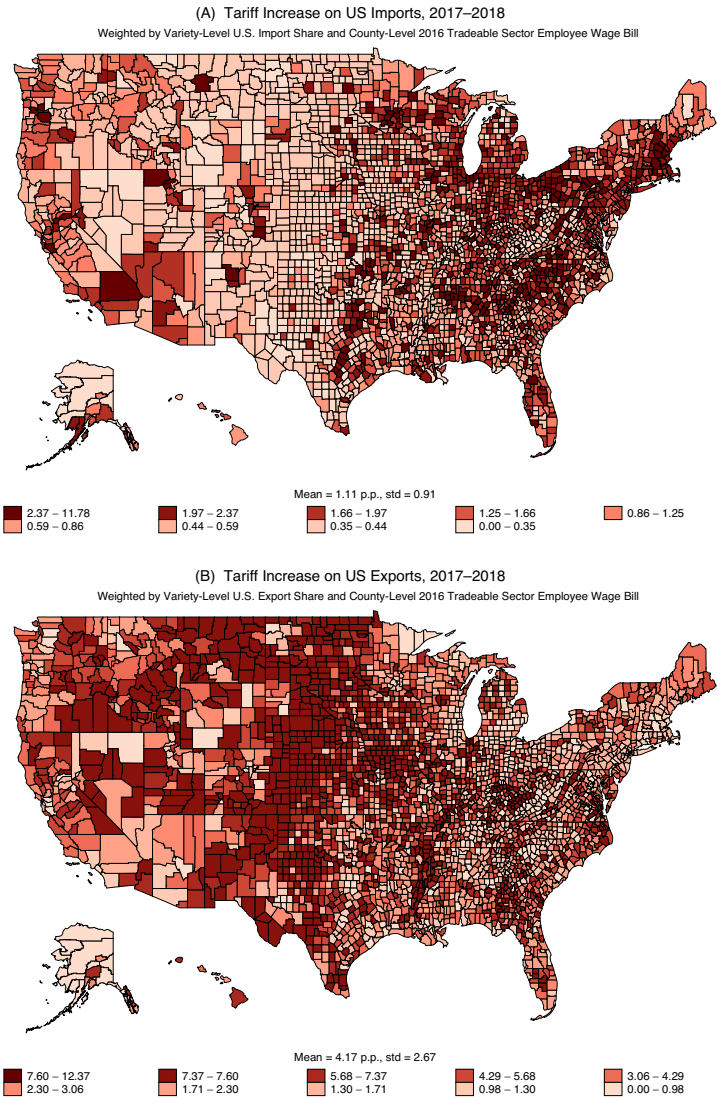 (A) Tariff Increase on US Imports, 2017–2018
Weighted by Variety-Level U.S. Import Share and County-Level 2016 Tradeable Sector Employee Wage Bill
Mean = 1.11 p.p., std = 0.91
2.37 – 11.78 1.97 – 2.37 1.66 – 1.97 1.25 – 1.66 0.86 – 1.25
0.59 – 0.86 0.44 – 0.59 0.35 – 0.44 0.00 – 0.35
(B) Tariff Increase on US Exports, 2017–2018
Weighted by Variety-Level U.S. Export Share and County-Level 2016 Tradeable Sector Employee Wage Bill
Mean = 4.17 p.p., std = 2.67
7.60 – 12.37 7.37 – 7.60 5.68 – 7.37 4.29 – 5.68 3.06 – 4.29
2.30 – 3.06 1.71 – 2.30 1.30 – 1.71 0.98 – 1.30 0.00 – 0.98